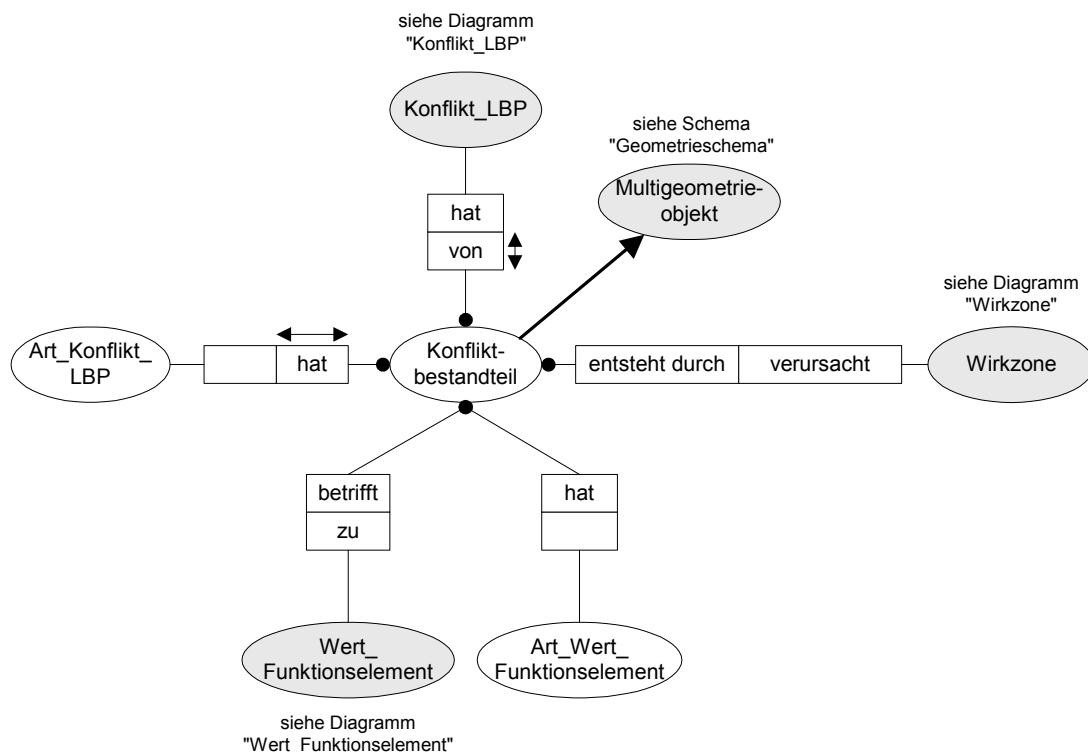 siehe Diagramm
"Konflikt_LBP"
Konflikt_LBP
siehe Schema
"Geometrieschema"
Multigeometrie-
objekt
hat
von
siehe Diagramm
"Wirkzone"
Art_Konflikt_
LBP
hat
Konflikt-
bestandteil
entsteht durch
verursacht
Wirkzone
betrifft
zu
hat
Wert_
Funktionselement
Art_Wert_
Funktionselement
siehe Diagramm
"Wert_Funktionselement"